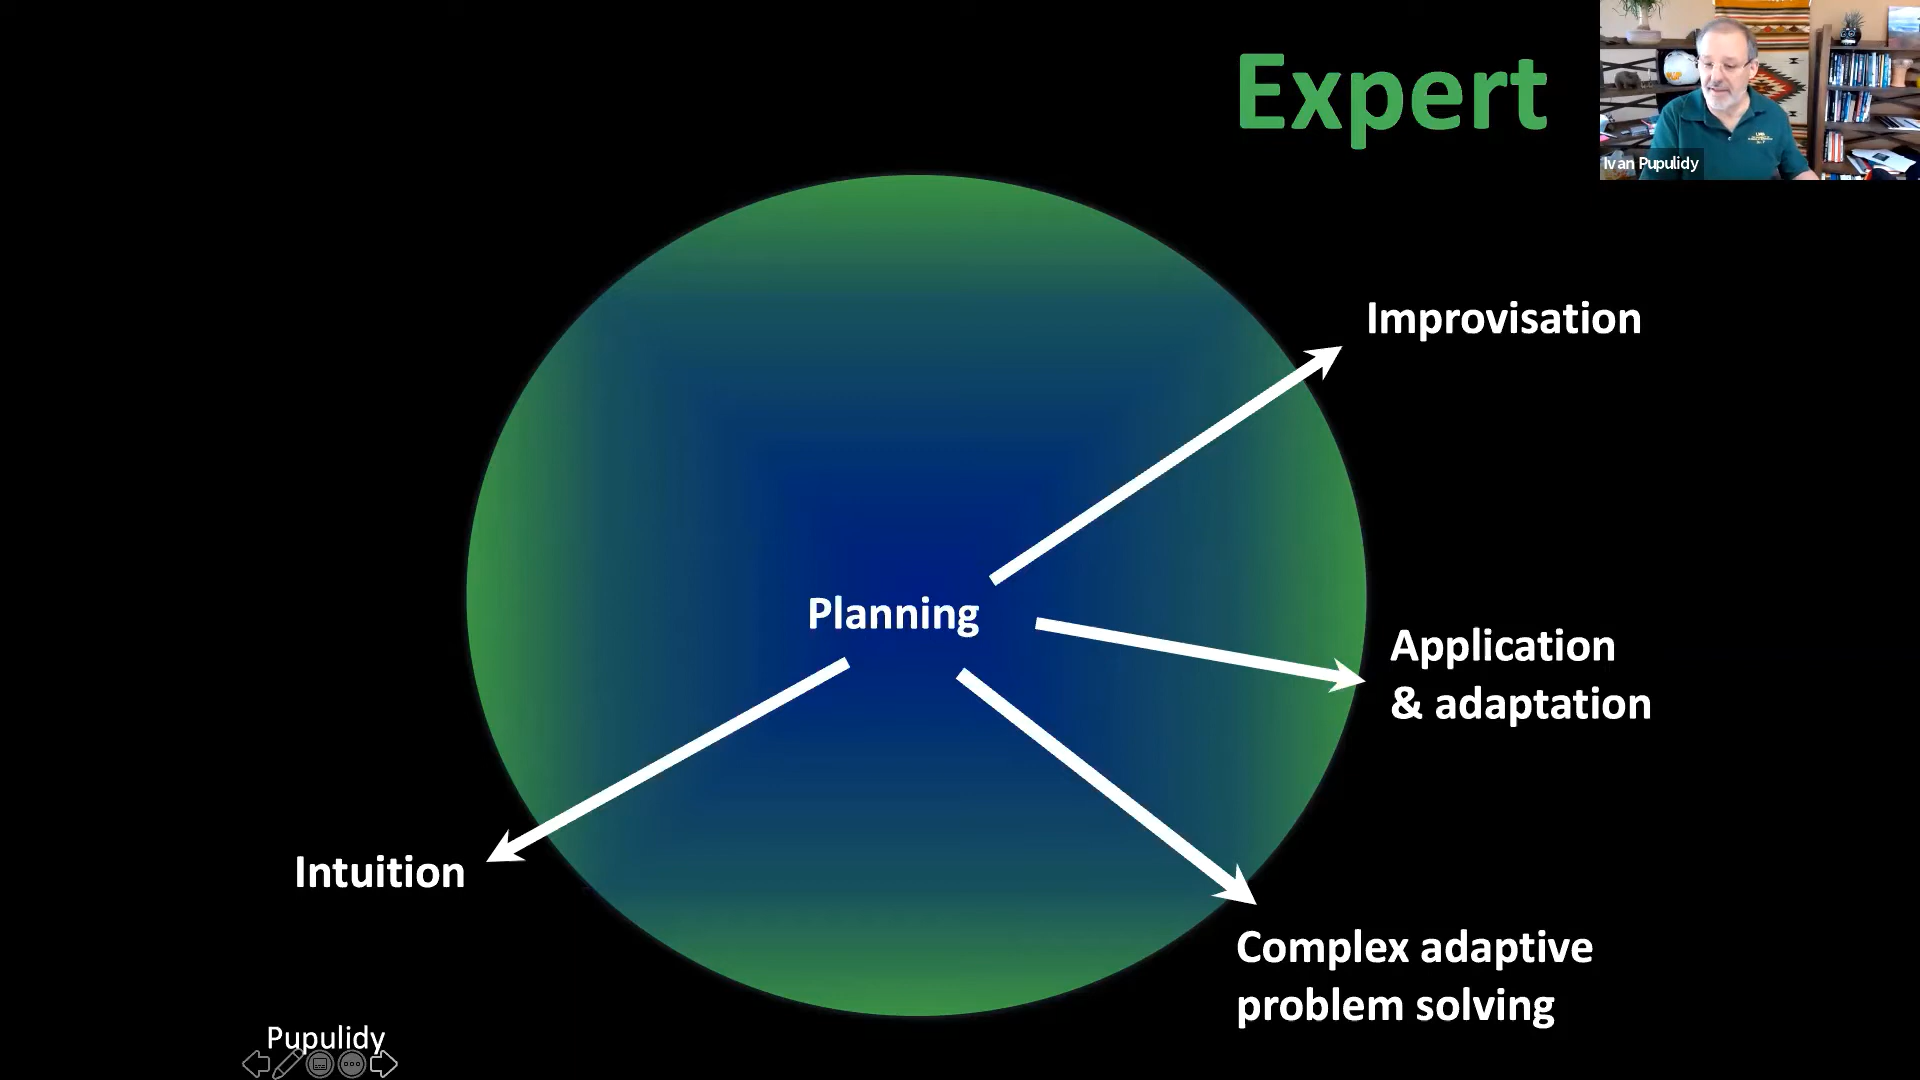 Expert
Ivan Pupulidy
Improvisation
Planning
Application
& adaptation
Intuition
Complex adaptive
problem solving
Pupulidy